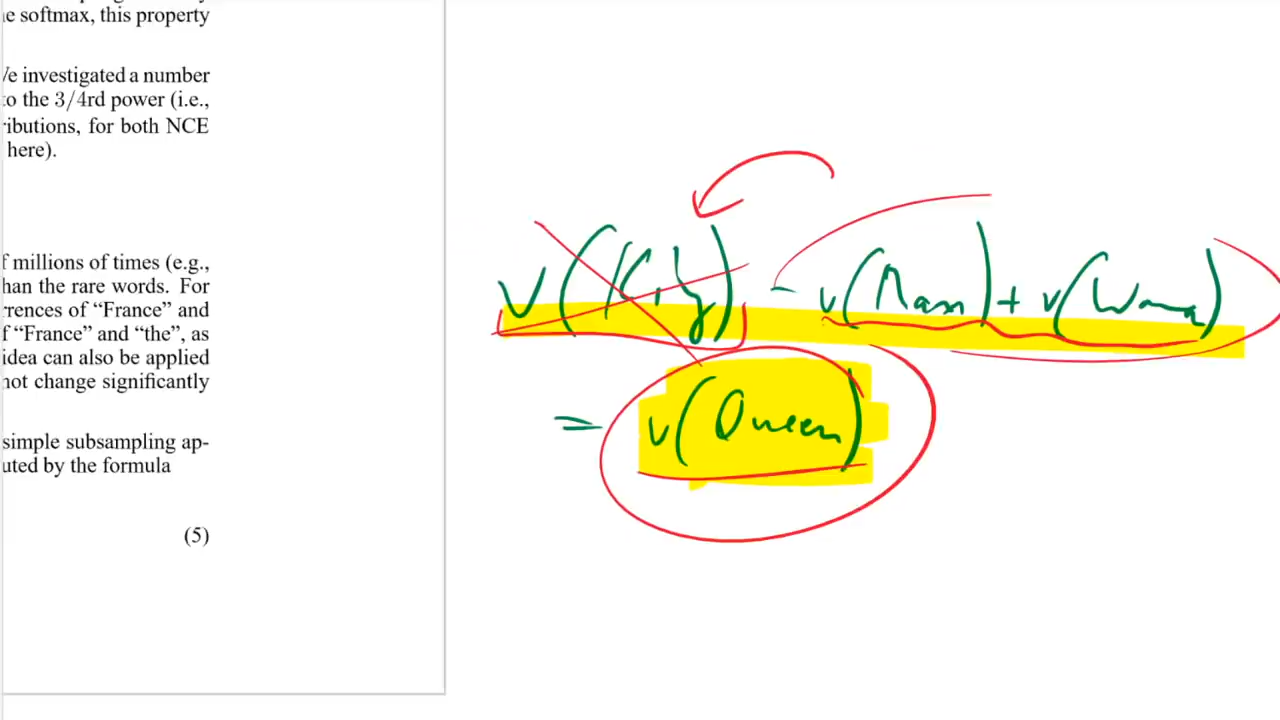 he softmax, this property
We investigated a number
to the 3/4rd power (i.e.,
ributions, for both NCE
here).
f millions of times (e.g.,
han the rare words. For
rrences of “France” and
f “France” and “the”, as
idea can also be applied
not change significantly
simple subsampling ap-
uted by the formula
(5)
v(King) - v(Man) + v(Woman)
= v(Queen)